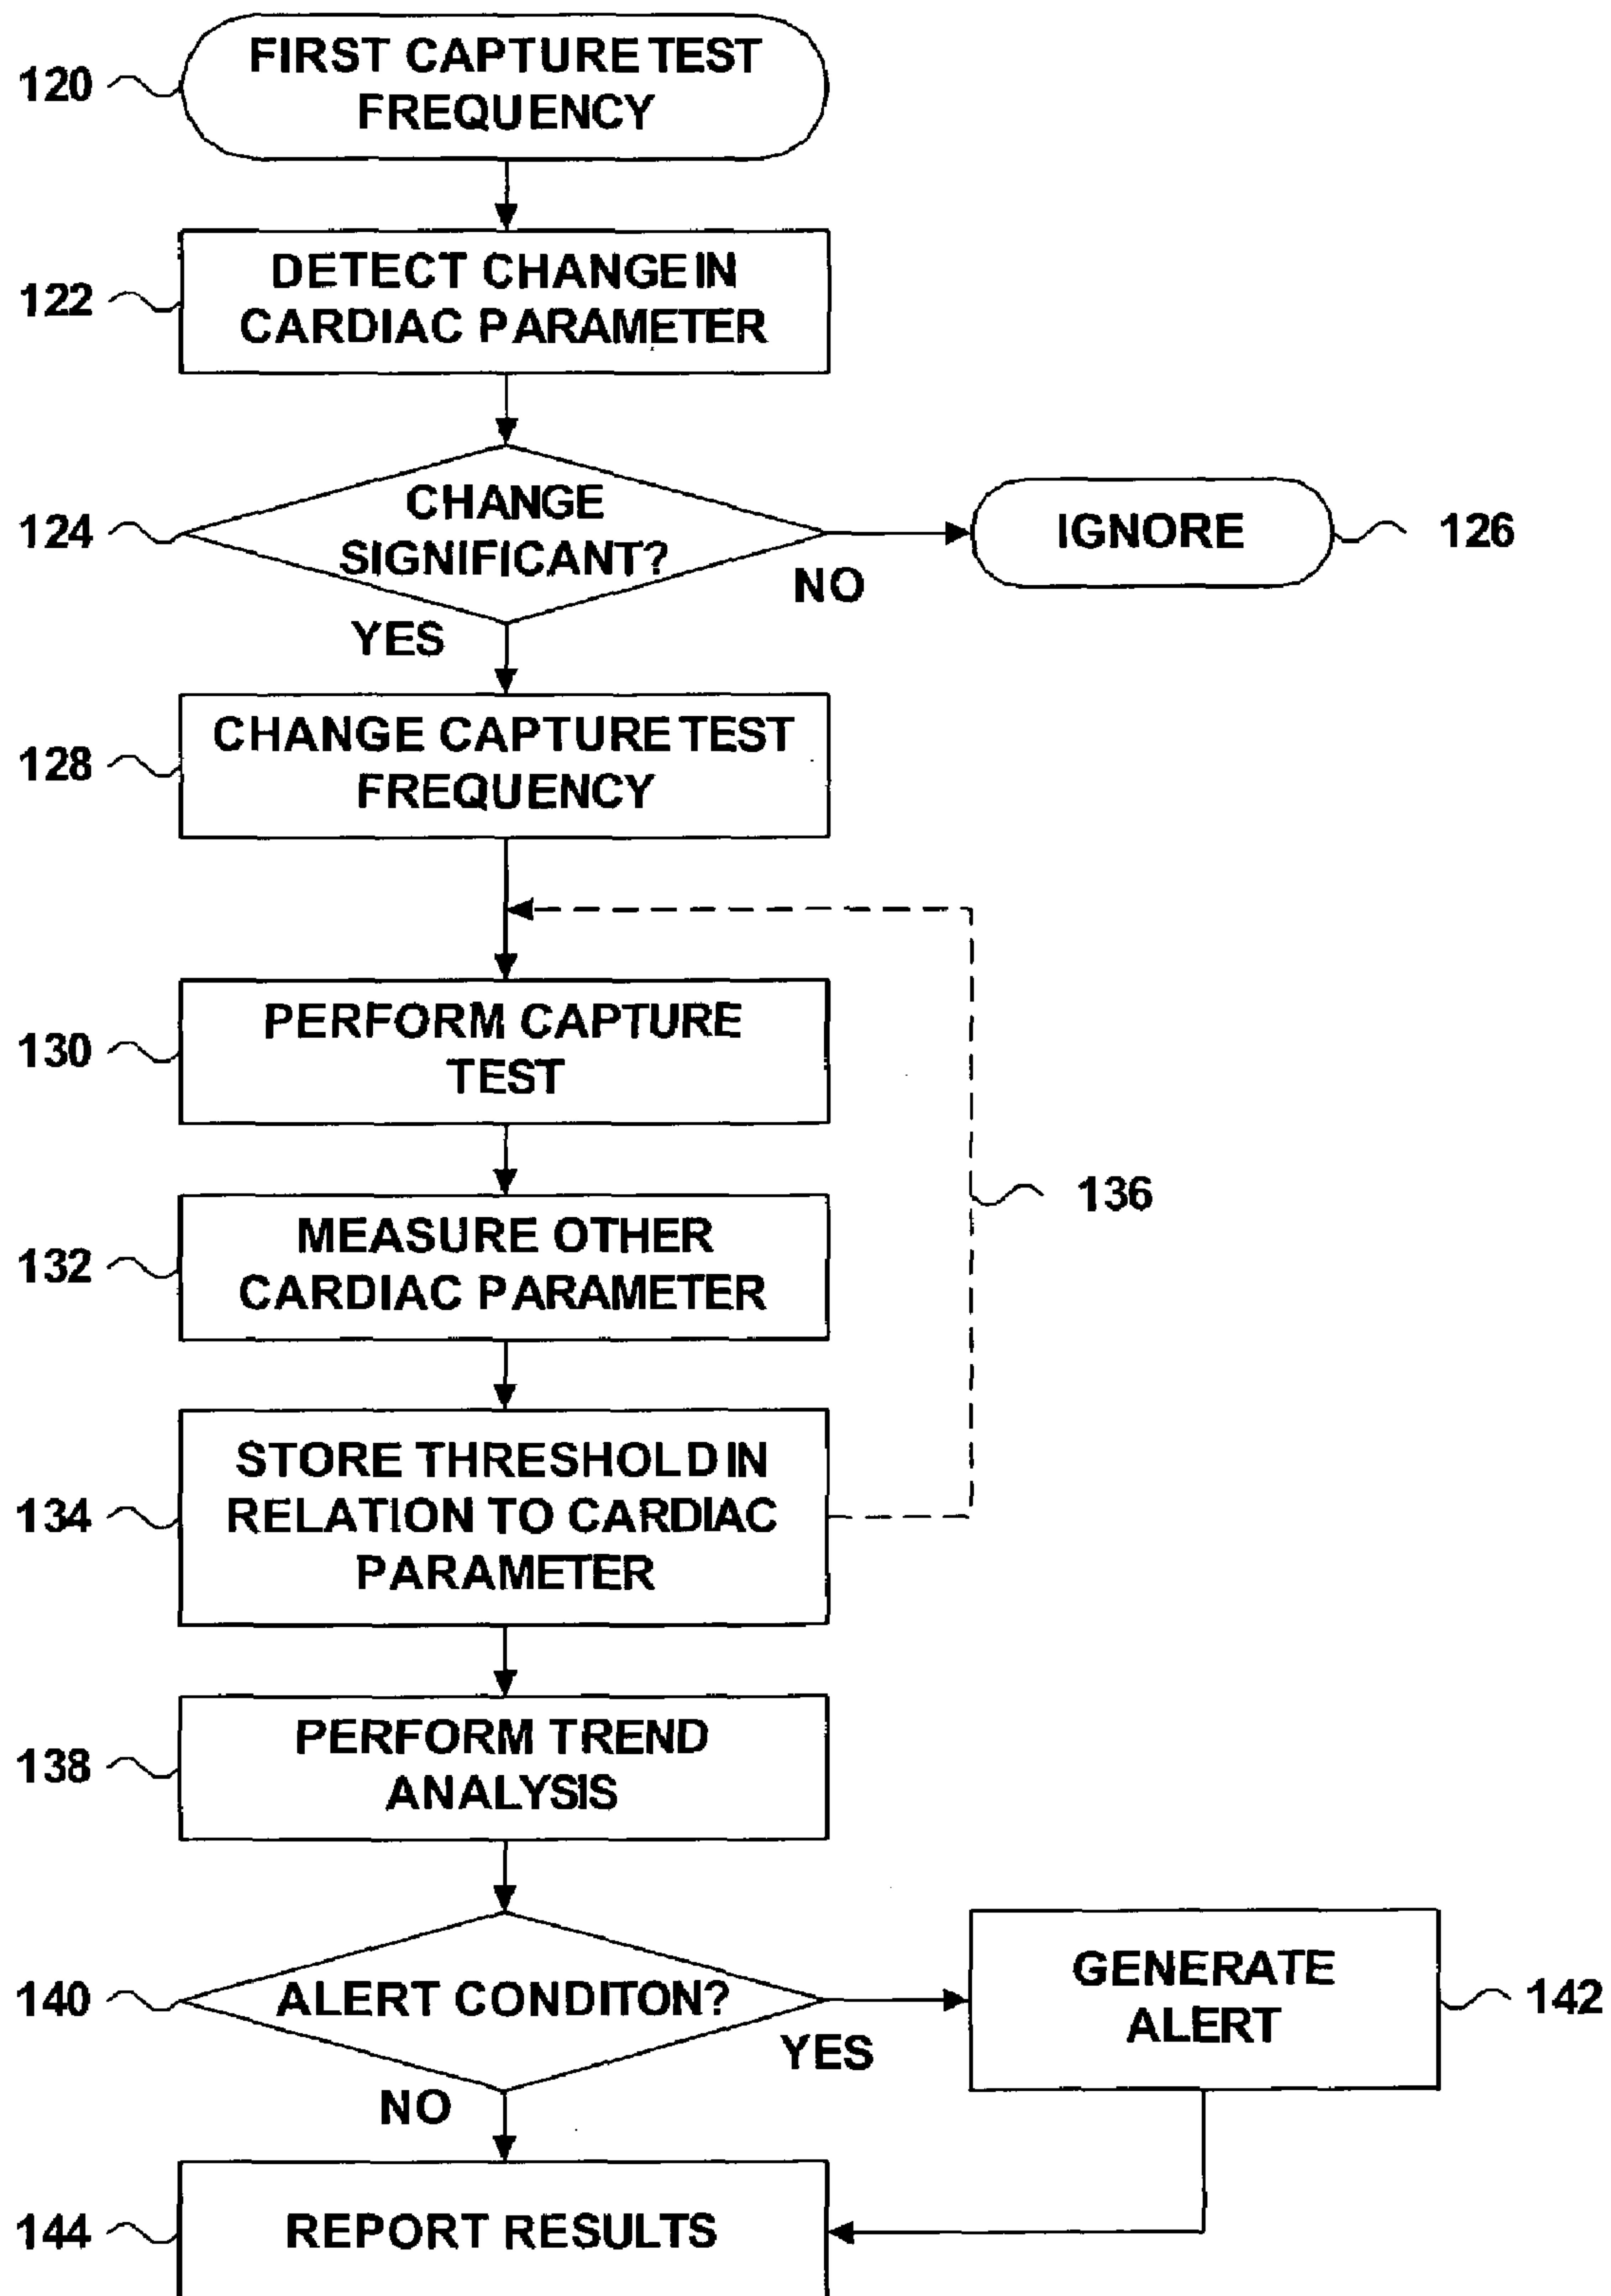 120
FIRST CAPTURE TEST
FREQUENCY
122
DETECT CHANGE IN
CARDIAC PARAMETER
124
CHANGE
SIGNIFICANT?
NO
IGNORE
126
YES
128
CHANGE CAPTURE TEST
FREQUENCY
130
PERFORM CAPTURE
TEST
136
132
MEASURE OTHER
CARDIAC PARAMETER
134
STORE THRESHOLD IN
RELATION TO CARDIAC
PARAMETER
138
PERFORM TREND
ANALYSIS
140
ALERT CONDITON?
YES
GENERATE
ALERT
142
NO
144
REPORT RESULTS